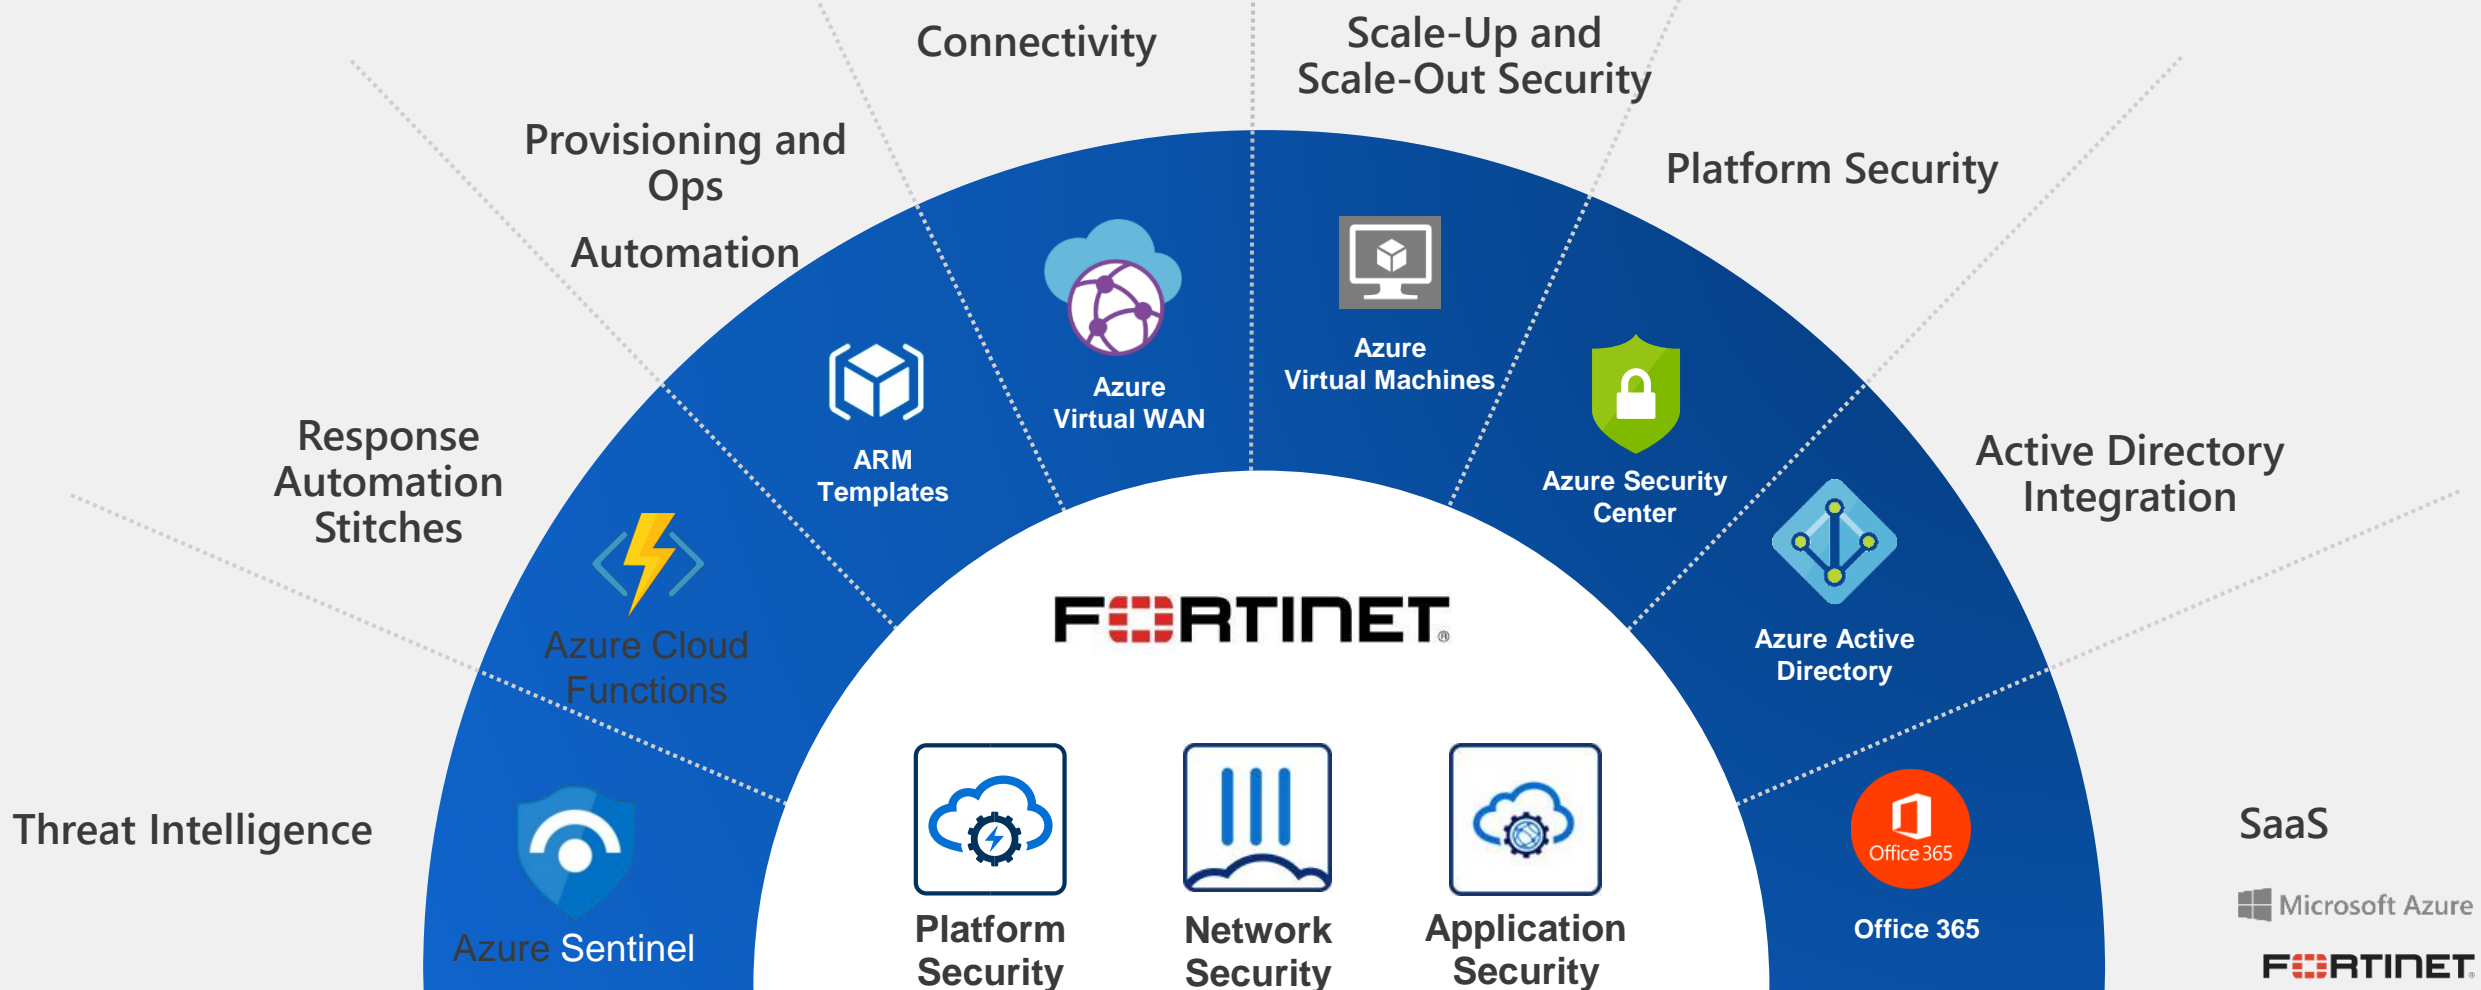 Connectivity
Scale-Up and
Scale-Out Security
Provisioning and
Ops
Automation
Platform Security
Response
Automation
Stitches
Active Directory
Integration
Threat Intelligence
SaaS
Azure
Virtual WAN
Azure
Virtual Machines
ARM
Templates
Azure Security
Center
Azure Cloud
Functions
Azure Active
Directory
Azure Sentinel
Office 365
Office 365
FORTINET®
Platform
Security
Network
Security
Application
Security
Microsoft Azure
FORTINET®